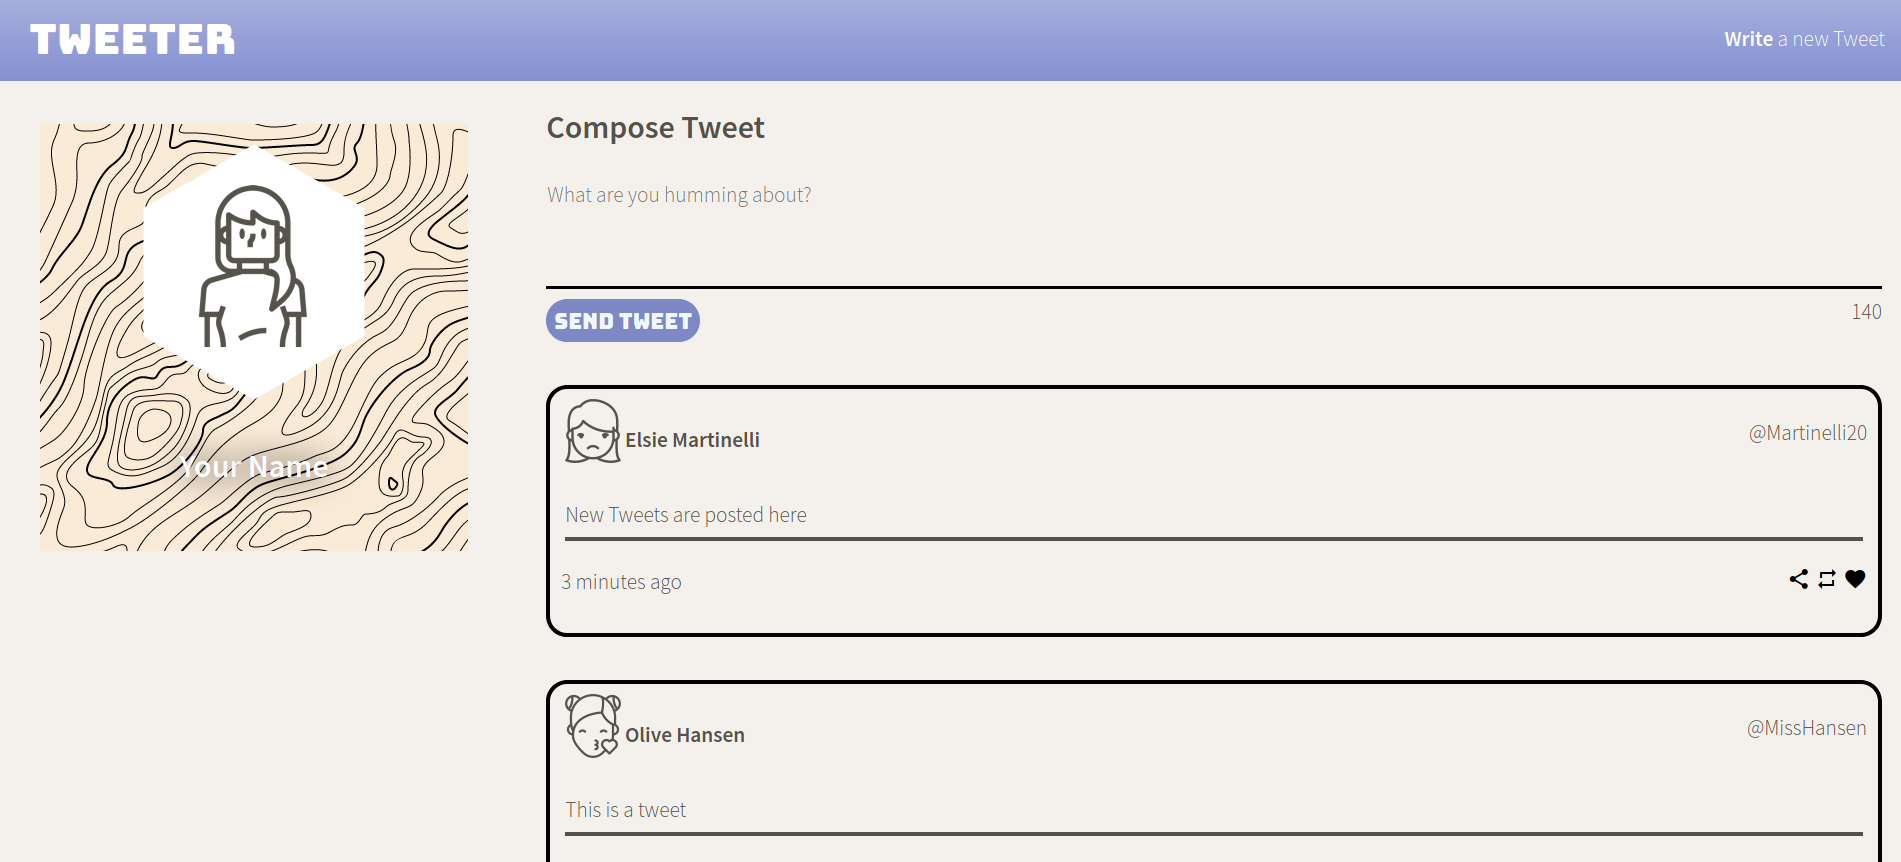 TWEETER
Write a new Tweet
Your Name
Compose Tweet
What are you humming about?
SEND TWEET
140
Elsie Martinelli
@Martinelli20
New Tweets are posted here
3 minutes ago
Olive Hansen
@MissHansen
This is a tweet